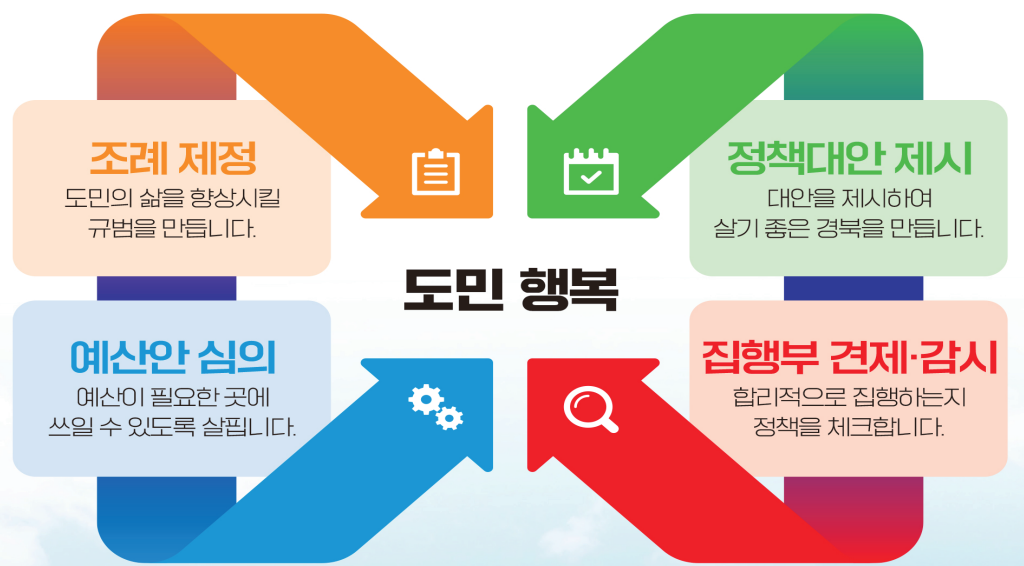 조례 제정
도민의 삶을 향상시킬
규범을 만듭니다.
정책대안 제시
대안을 제시하여
살기 좋은 경북을 만듭니다.
도민 행복
예산안 심의
예산이 필요한 곳에
쓰일 수 있도록 살핍니다.
집행부 견제·감시
합리적으로 집행하는지
정책을 체크합니다.